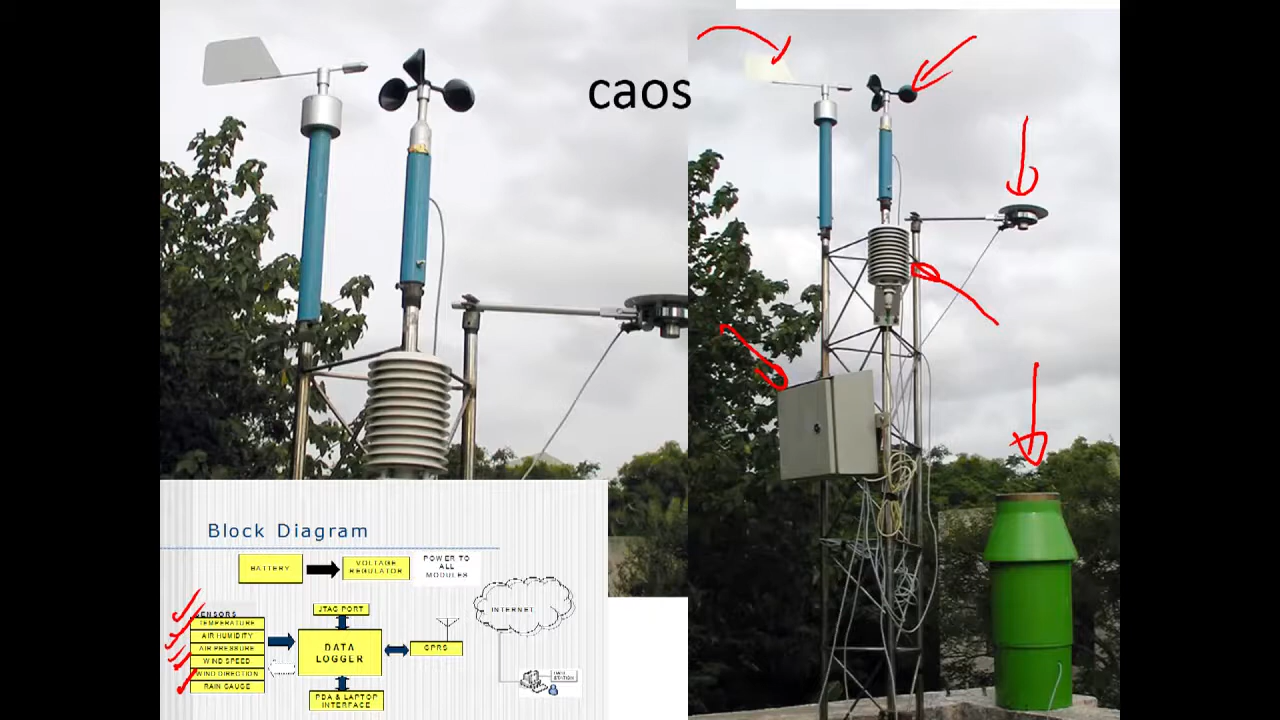 caos
Block Diagram
BATTERY
VOLTAGE
REGULATOR
POWER TO
ALL
MODULES
SENSORS
TEMPERATURE
AIR HUMIDITY
AIR PRESSURE
WIND SPEED
WIND DIRECTION
RAIN GAUGE
JTAG PORT
DATA
LOGGER
GPRS
INTERNET
PDA & LAPTOP
INTERFACE